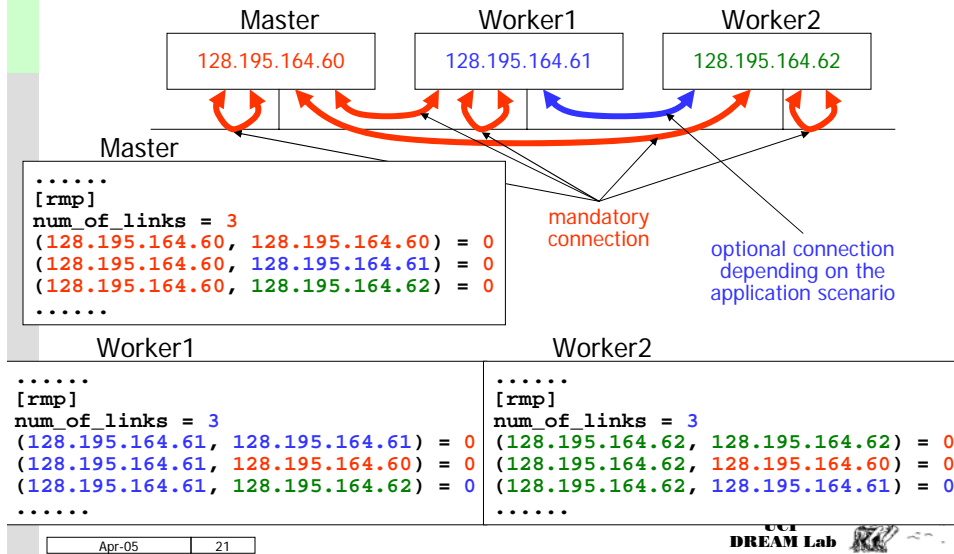 Master Worker1 Worker2
128.195.164.60 128.195.164.61 128.195.164.62
Master
......
[rmp]
num_of_links = 3
(128.195.164.60, 128.195.164.60) = 0
(128.195.164.60, 128.195.164.61) = 0
(128.195.164.60, 128.195.164.62) = 0
......
mandatory
connection
optional connection
depending on the
application scenario
Worker1
......
[rmp]
num_of_links = 3
(128.195.164.61, 128.195.164.61) = 0
(128.195.164.61, 128.195.164.60) = 0
(128.195.164.61, 128.195.164.62) = 0
......
Worker2
......
[rmp]
num_of_links = 3
(128.195.164.62, 128.195.164.62) = 0
(128.195.164.62, 128.195.164.60) = 0
(128.195.164.62, 128.195.164.61) = 0
......
Apr-05 21
UCI
DREAM Lab